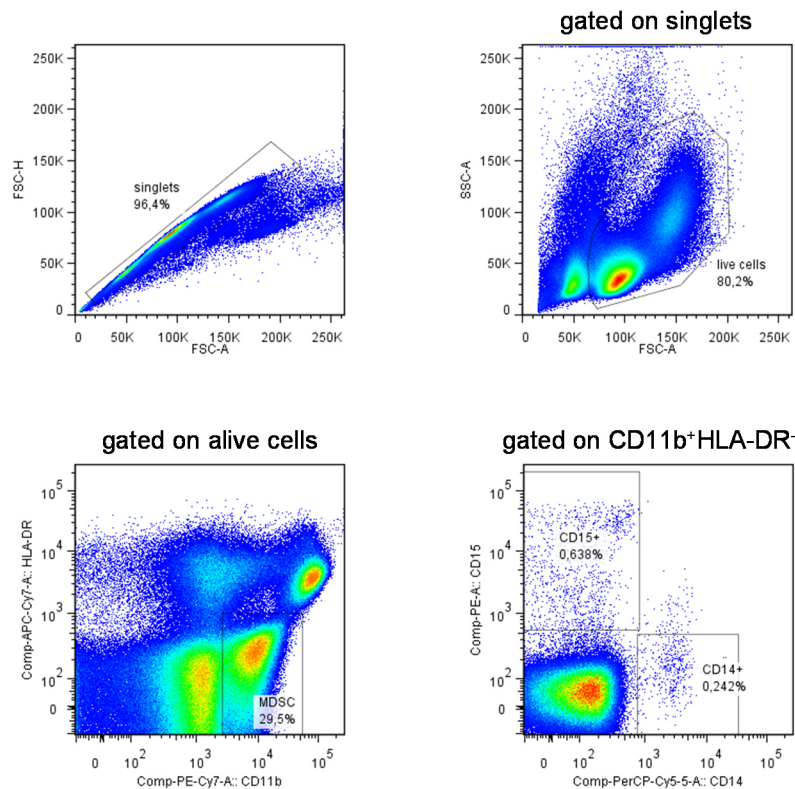 gated on singlets
250K
200K
150K
100K
50K
0
FSC-H
singlets
96,4%
0
50K
100K
150K
200K
250K
FSC-A
250K
200K
150K
100K
50K
0
SSC-A
live cells
80,2%
0
50K
100K
150K
200K
250K
FSC-A
gated on alive cells
gated on CD11b⁺HLA-DR⁻
10⁵
10⁴
10³
10²
0
Comp-APC-Cy7-A:: HLA-DR
MDSC
29,5%
0
10²
10³
10⁴
10⁵
Comp-PE-Cy7-A:: CD11b
10⁵
10⁴
10³
10²
0
Comp-PE-A:: CD15
CD15+
0,638%
CD14+
0,242%
0
10²
10³
10⁴
10⁵
Comp-PerCP-Cy5-5-A:: CD14